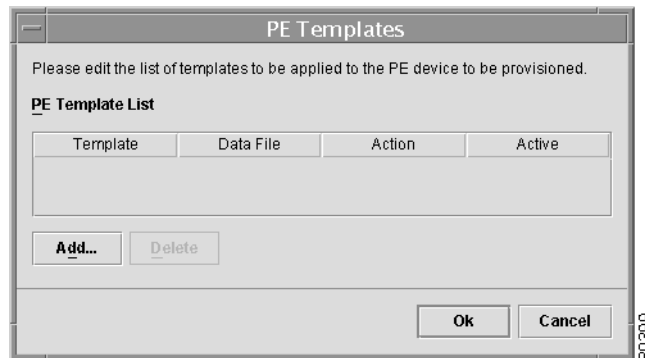 PE Templates
Please edit the list of templates to be applied to the PE device to be provisioned.
PE Template List
Template Data File Action Active
Add... Delete
Ok Cancel